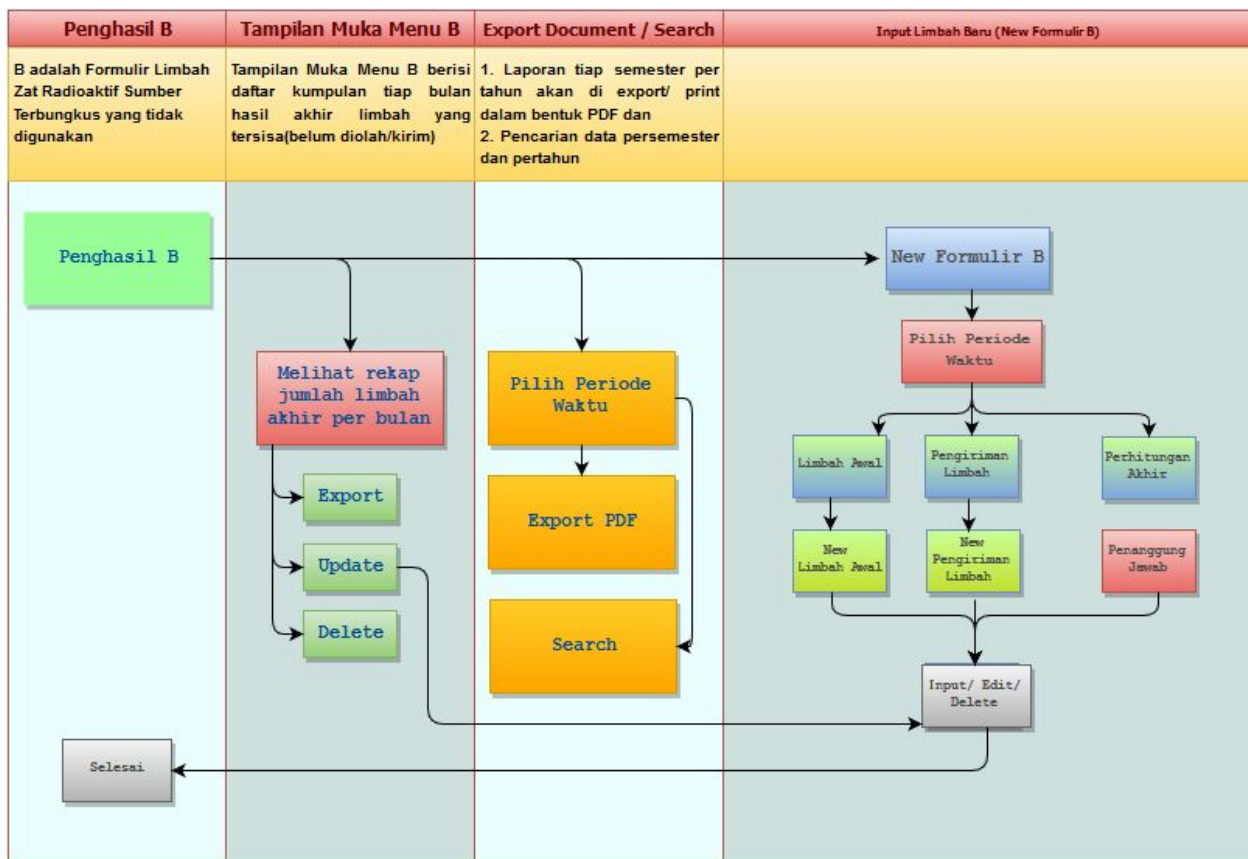 Penghasil B
Tampilan Muka Menu B
Export Document / Search
Input Limbah Baru (New Formulir B)
B adalah Formulir Limbah
Zat Radioaktif Sumber
Terbungkus yang tidak
digunakan
Tampilan Muka Menu B berisi
daftar kumpulan tiap bulan
hasil akhir limbah yang
tersisa(belum diolah/kirim)
1. Laporan tiap semester per
tahun akan di export/ print
dalam bentuk PDF dan
2. Pencarian data persemester
dan pertahun
Penghasil B
New Formulir B
Melihat rekap
jumlah limbah
akhir per bulan
Pilih Periode
Waktu
Pilih Periode
Waktu
Limbah Awal
Pengiriman
Limbah
Perhitungan
Akhir
Export
Export PDF
Update
New
Limbah Awal
New
Pengiriman
Limbah
Penanggung
Jawab
Delete
Search
Input/ Edit/
Delete
Selesai